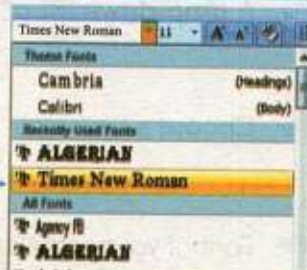 Times New Roman 11 A A
Theme Fonts
Cambria (Headings)
Calibri (Body)
Recently Used Fonts
ALGERIAN
Times New Roman
All Fonts
Agency FB
ALGERIAN